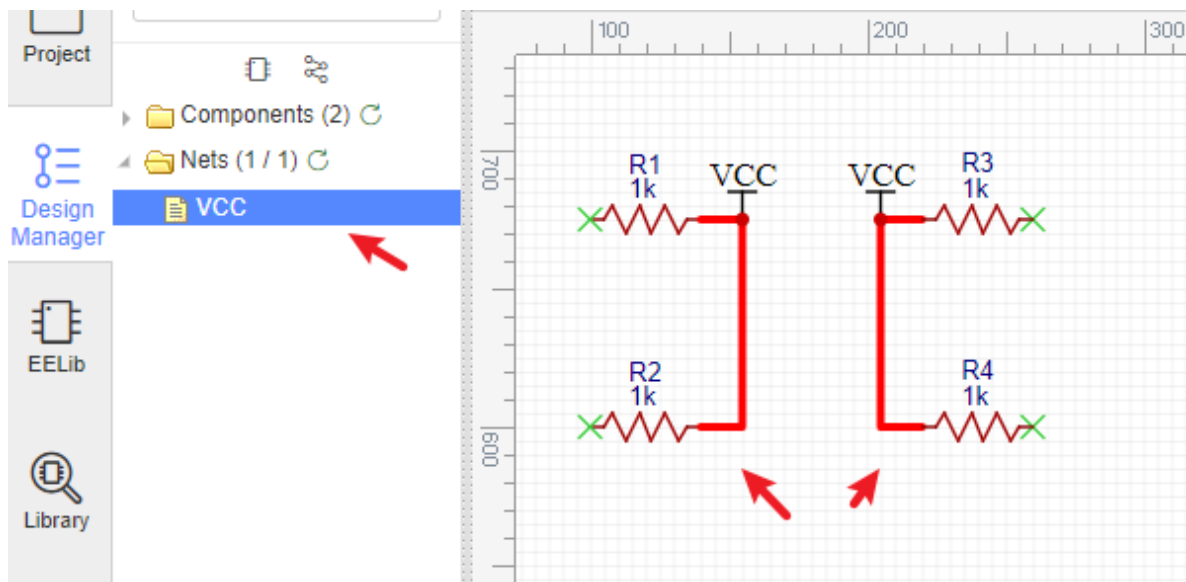 Project
Components (2)
Nets (1 / 1)
VCC
Design
Manager
EELib
Library
100
200
300
700
600
R1
1k
VCC
VCC
R3
1k
R2
1k
R4
1k